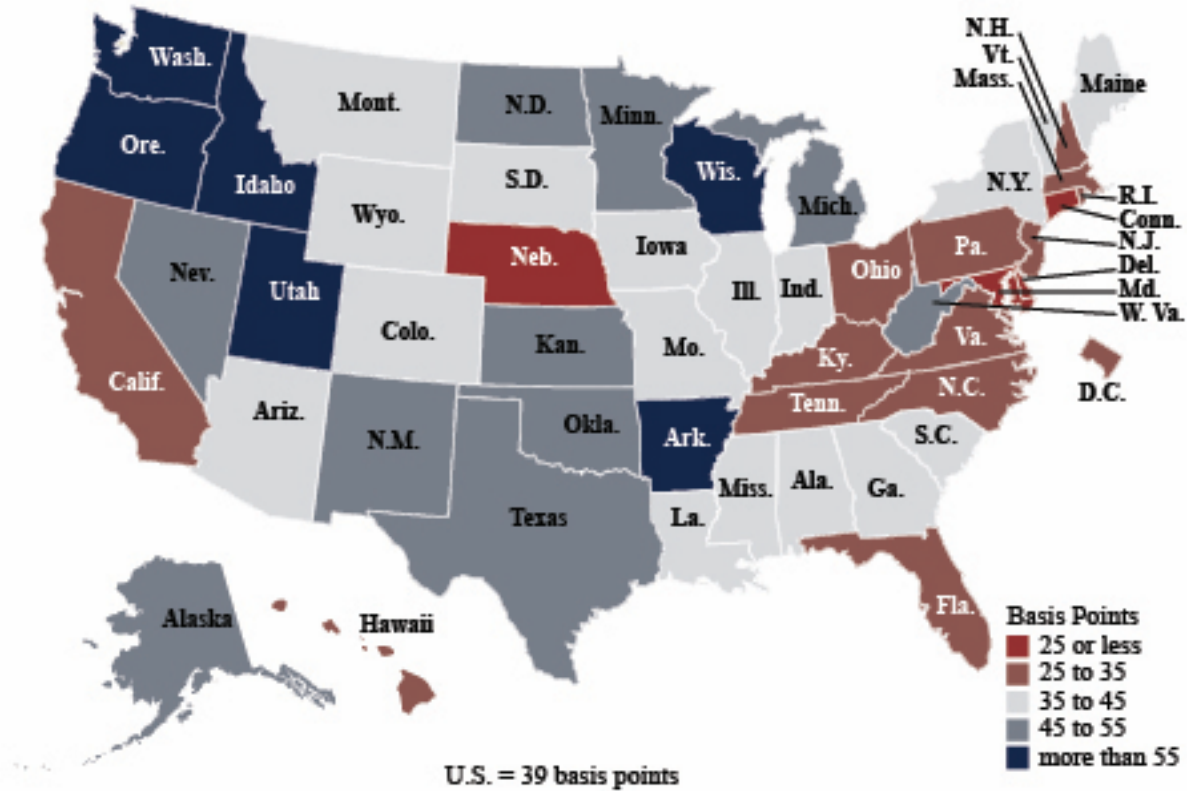 N.H.
Vt.
Mass.
Maine
Wash.
Mont.
N.D.
Minn.
Ore.
Idaho
Wis.
S.D.
Mich.
N.Y.
Wyo.
R.I.
Conn.
N.J.
Del.
Md.
W. Va.
Iowa
Neb.
Pa.
Nev.
Utah
Ohio
Ill.
Ind.
Colo.
Kan.
Mo.
Ky.
Va.
Calif.
D.C.
Ariz.
Tenn.
N.C.
N.M.
Okla.
Ark.
S.C.
Miss.
Ala.
Ga.
Texas
La.
Alaska
Hawaii
Fla.
Basis Points
25 or less
25 to 35
35 to 45
45 to 55
more than 55
U.S. = 39 basis points